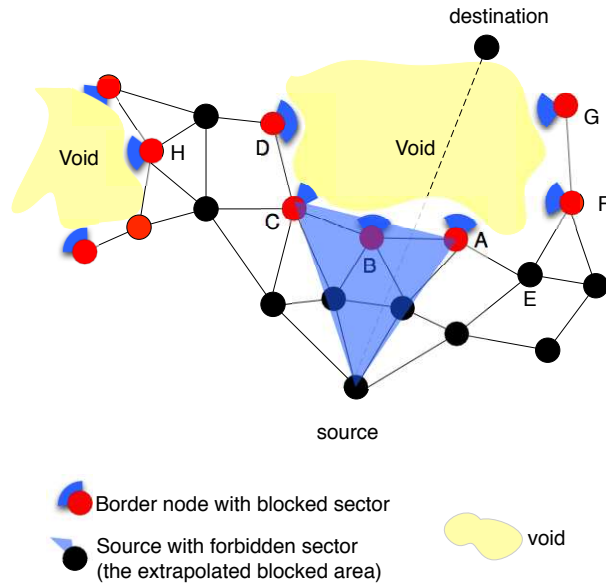 destination
G
H
D
Void
Void
F
C
A
B
E
source
Border node with blocked sector
void
Source with forbidden sector
(the extrapolated blocked area)